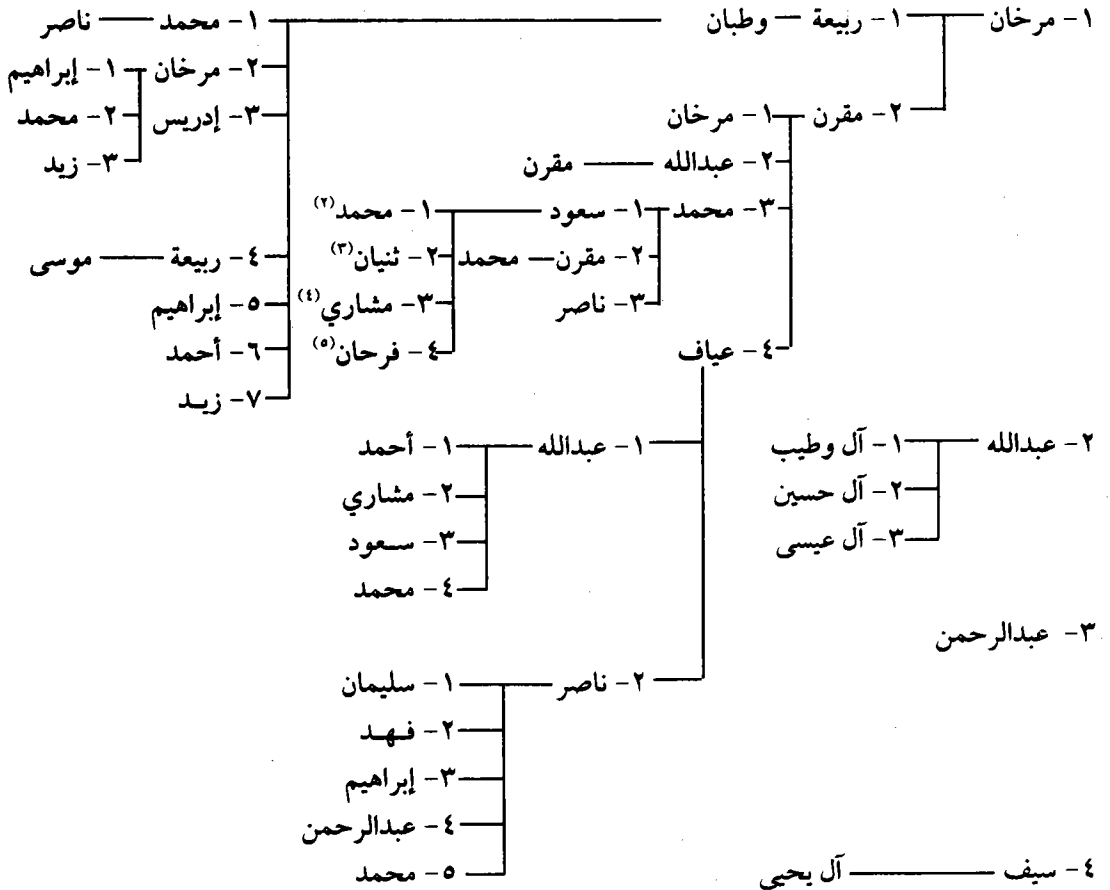 ١- مرخان ١- ربيعة وطبان ١- محمد ناصر
٢- مرخان ١- إبراهيم
٢- مقرن ١- مرخان ٣- إدريس ٢- محمد
٢- عبدالله مقرن ٣- زيد
٣- محمد ١- سعود ١- محمد (٢)
٢- مقرن محمد ٢- ثنيان (٣) ٤- ربيعة موسى
٣- ناصر ٣- مشاري (٤) ٥- إبراهيم
٤- عياف ٤- فرحان (٥) ٦- أحمد
٧- زيد
٢- عبدالله ١- آل وطيب ١- عبدالله ١- أحمد
٢- آل حسين ٢- مشاري
٣- آل عيسى ٣- سعود
٤- محمد
٣- عبدالرحمن
٢- ناصر ١- سليمان
٢- فهد
٣- إبراهيم
٤- عبدالرحمن
٤- سيف آل يحيى ٥- محمد